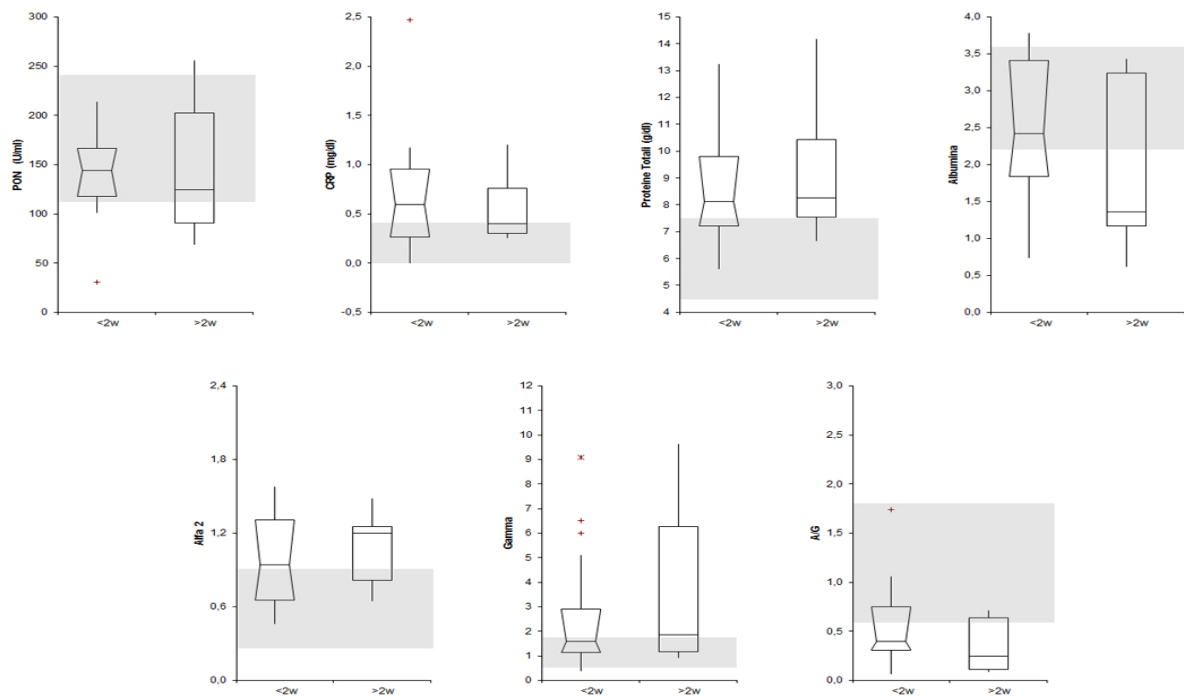 PON (U/ml)
300
250
200
150
100
50
0
<2w
>2w
CRP (mg/dl)
2,5
2,0
1,5
1,0
0,5
0,0
-0,5
<2w
>2w
Proteine Totali (g/dl)
15
14
13
12
11
10
9
8
7
6
5
4
<2w
>2w
Albumina
4,0
3,5
3,0
2,5
2,0
1,5
1,0
0,5
0,0
<2w
>2w
Alfa 2
2,4
1,8
1,2
0,6
0,0
<2w
>2w
Gamma
12
11
10
9
8
7
6
5
4
3
2
1
0
<2w
>2w
A/G
3,0
2,5
2,0
1,5
1,0
0,5
0,0
<2w
>2w